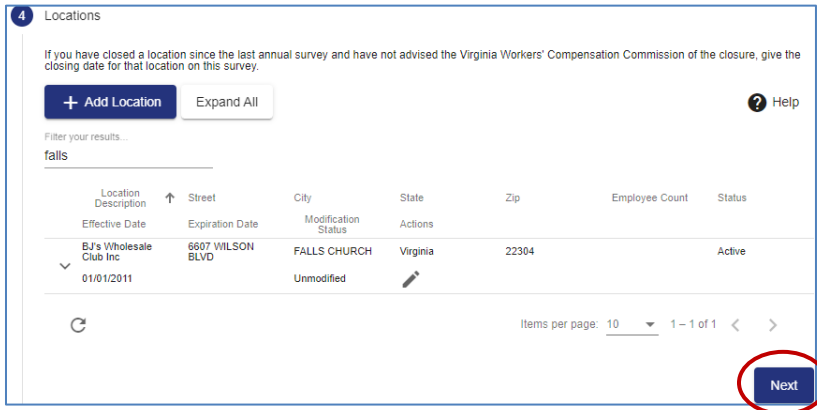 4 Locations
If you have closed a location since the last annual survey and have not advised the Virginia Workers' Compensation Commission of the closure, give the
closing date for that location on this survey.
+ Add Location Expand All
? Help
Filter your results...
falls
Location Description ↑ Street City State Zip Employee Count Status
Effective Date Expiration Date Modification Status Actions
BJ's Wholesale Club Inc 6607 WILSON BLVD FALLS CHURCH Virginia 22304 Active
01/01/2011 Unmodified
Items per page: 10 1 – 1 of 1 < >
Next